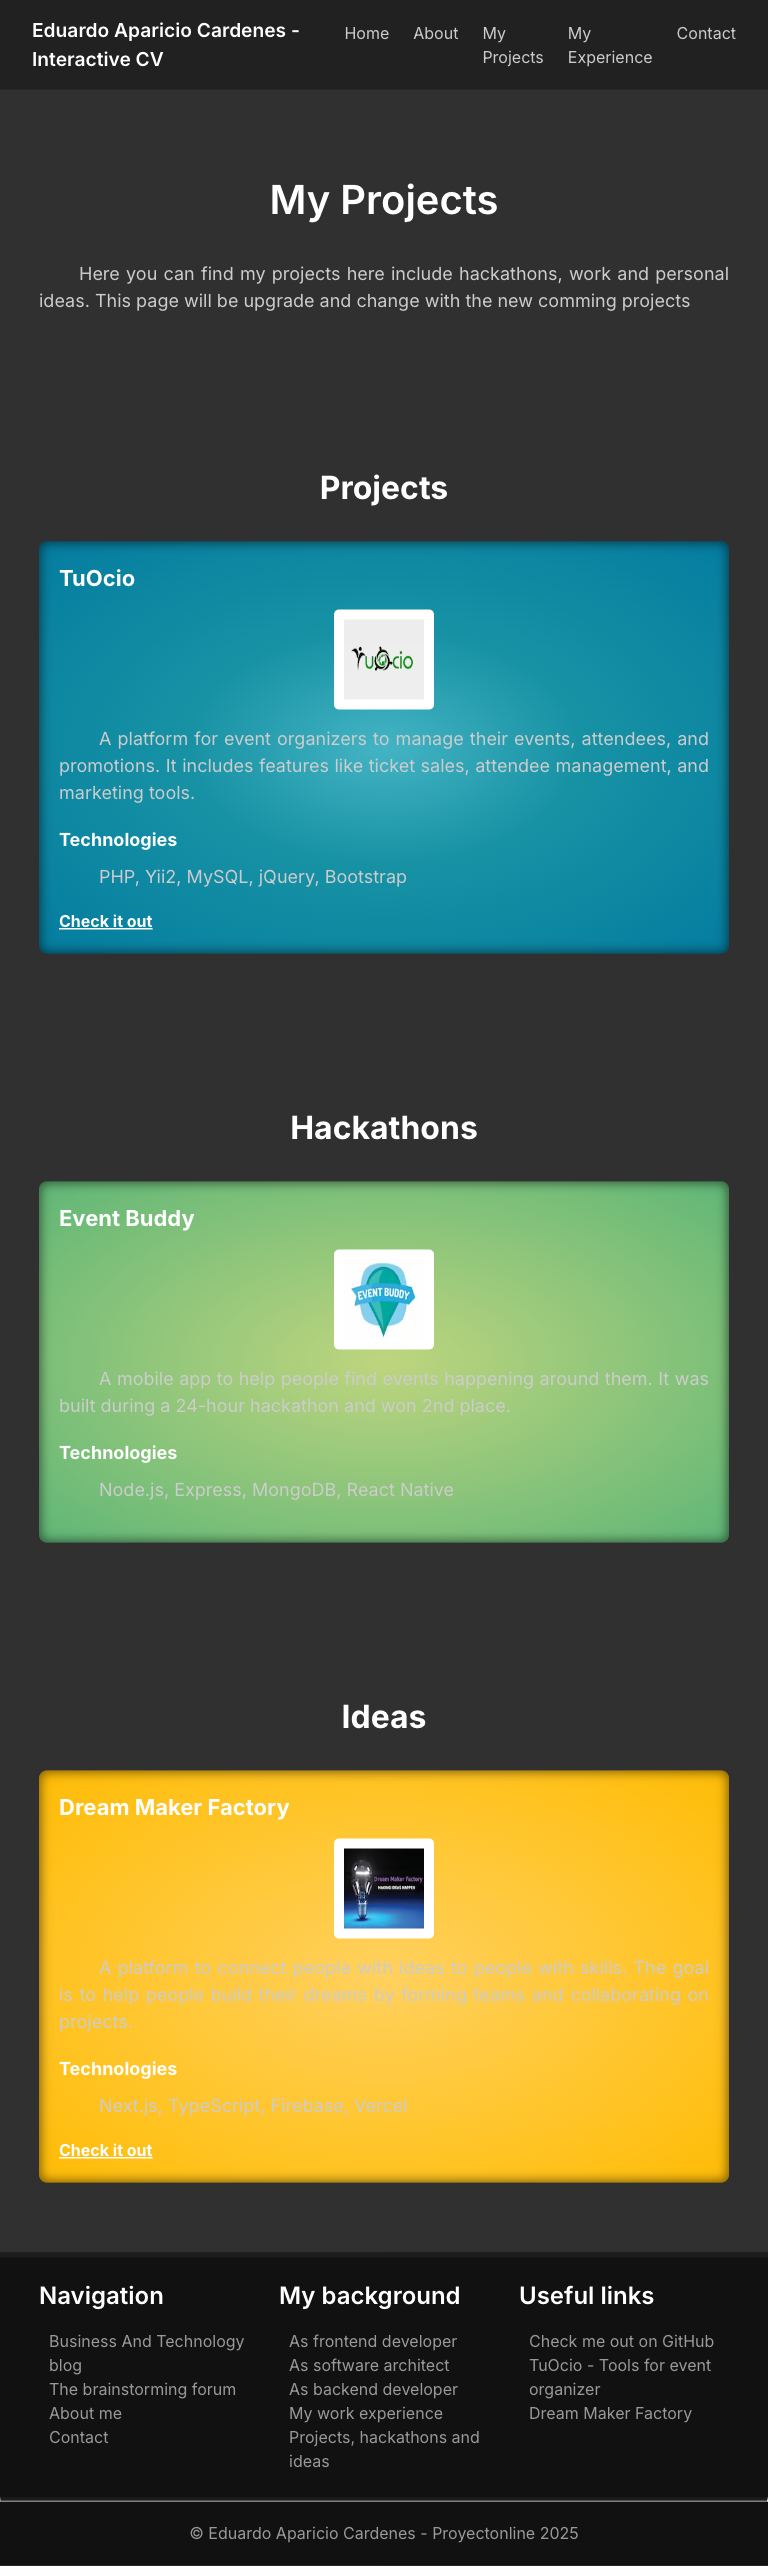 Eduardo Aparicio Cardenes -
Interactive CV
Home
About
My
Projects
My
Experience
Contact
My Projects
Here you can find my projects here include hackathons, work and personal
ideas. This page will be upgrade and change with the new comming projects
Projects
TuOcio
TuOcio
A platform for event organizers to manage their events, attendees, and
promotions. It includes features like ticket sales, attendee management, and
marketing tools.
Technologies
PHP, Yii2, MySQL, jQuery, Bootstrap
Check it out
Hackathons
Event Buddy
EVENT BUDDY
A mobile app to help people find events happening around them. It was
built during a 24-hour hackathon and won 2nd place.
Technologies
Node.js, Express, MongoDB, React Native
Ideas
Dream Maker Factory
Dream Maker Factory
MAKING IDEAS HAPPEN
A platform to connect people with ideas to people with skills. The goal
is to help people build their dreams by forming teams and collaborating on
projects.
Technologies
Next.js, TypeScript, Firebase, Vercel
Check it out
Navigation
Business And Technology
blog
The brainstorming forum
About me
Contact
My background
As frontend developer
As software architect
As backend developer
My work experience
Projects, hackathons and
ideas
Useful links
Check me out on GitHub
TuOcio - Tools for event
organizer
Dream Maker Factory
© Eduardo Aparicio Cardenes - Proyectonline 2025